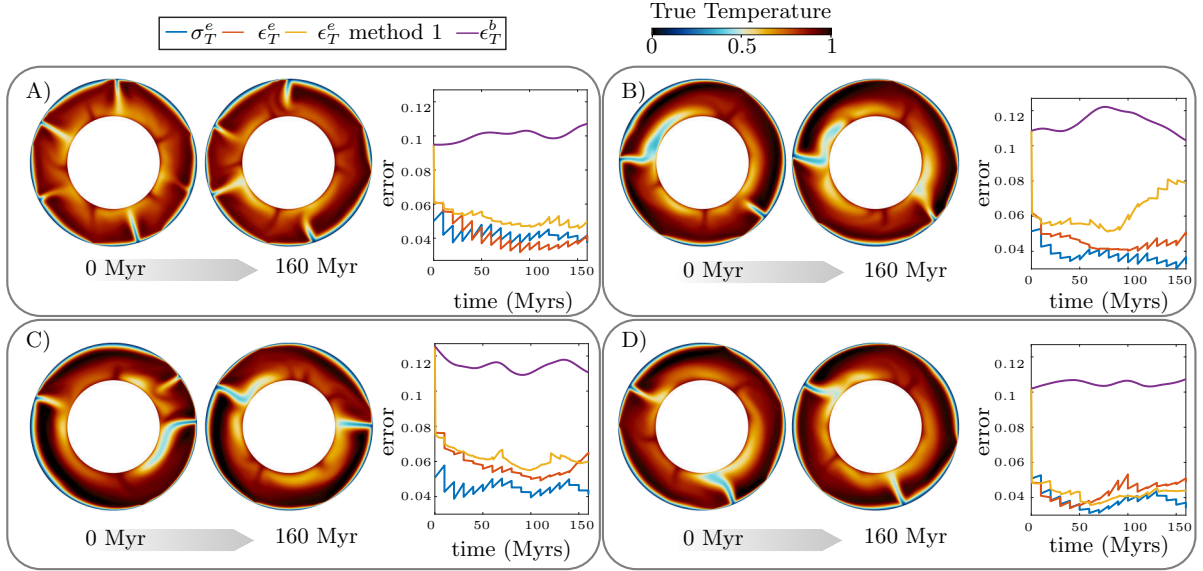 σ_T^e ϵ_T^e ϵ_T^e method 1 ϵ_T^b
True Temperature
0 0.5 1
A)
0.12
0.1
0.08
0.06
0.04
error
0 50 100 150
time (Myrs)
0 Myr 160 Myr
B)
0.12
0.1
0.08
0.06
0.04
error
0 50 100 150
time (Myrs)
0 Myr 160 Myr
C)
0.12
0.1
0.08
0.06
0.04
error
0 50 100 150
time (Myrs)
0 Myr 160 Myr
D)
0.12
0.1
0.08
0.06
0.04
error
0 50 100 150
time (Myrs)
0 Myr 160 Myr